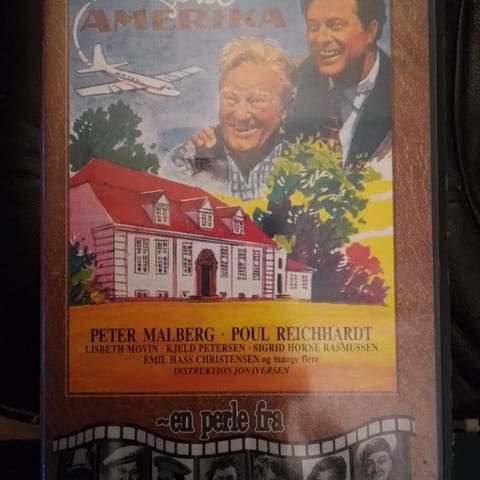 AMERIKA
PETER MALBERG · POUL REICHHARDT
LISBETH MOVIN · KJELD PETERSEN · SIGRID HORNE RASMUSSEN
EMIL HASS CHRISTENSEN og mange flere
INSTRUKTION JON IVERSEN
~en perle fra